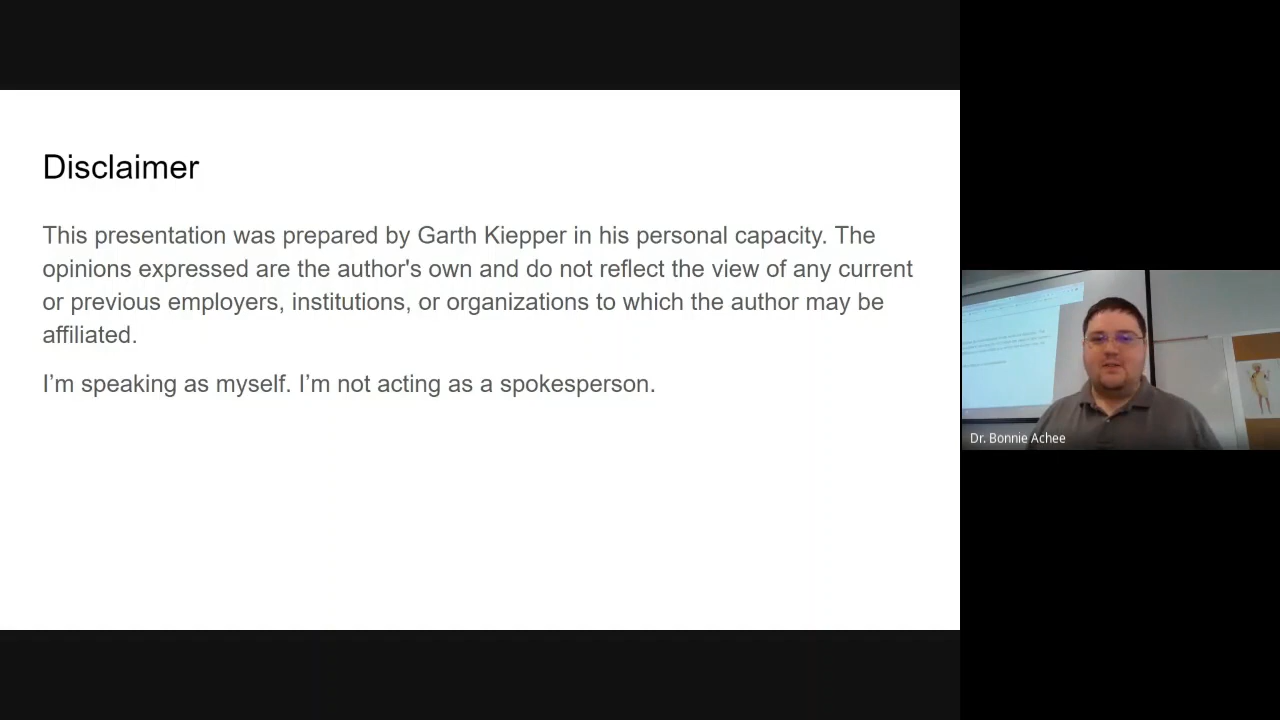 Disclaimer
This presentation was prepared by Garth Kiepper in his personal capacity. The
opinions expressed are the author's own and do not reflect the view of any current
or previous employers, institutions, or organizations to which the author may be
affiliated.
I’m speaking as myself. I’m not acting as a spokesperson.
Dr. Bonnie Achee